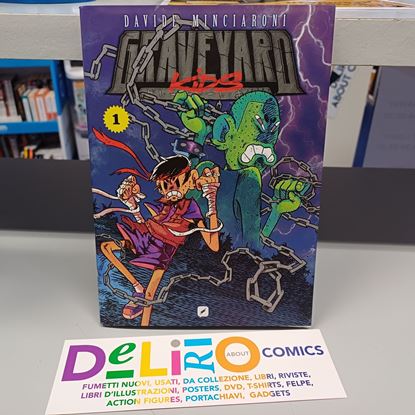 DAVIDE MINCIARONI
GRAVEYARD
KIDS
1
DELIRIO ABOUT COMICS
FUMETTI NUOVI, USATI, DA COLLEZIONE, LIBRI, RIVISTE,
LIBRI D'ILLUSTRAZIONI, POSTERS, DVD, T-SHIRTS, FELPE,
ACTION FIGURES, PORTACHIAVI, GADGETS